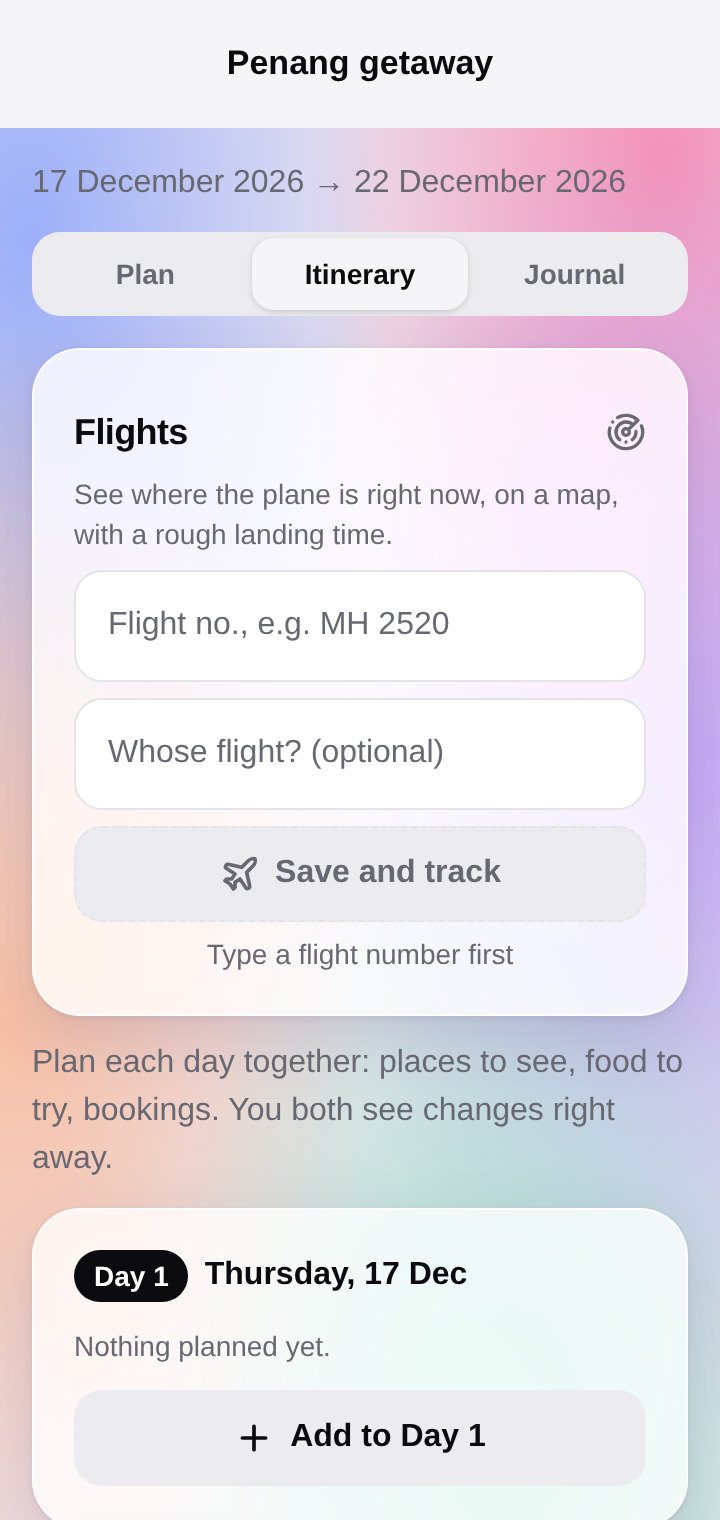 Penang getaway
17 December 2026 → 22 December 2026
Plan
Itinerary
Journal
Flights
See where the plane is right now, on a map,
with a rough landing time.
Flight no., e.g. MH 2520
Whose flight? (optional)
Save and track
Type a flight number first
Plan each day together: places to see, food to
try, bookings. You both see changes right
away.
Day 1 Thursday, 17 Dec
Nothing planned yet.
Add to Day 1